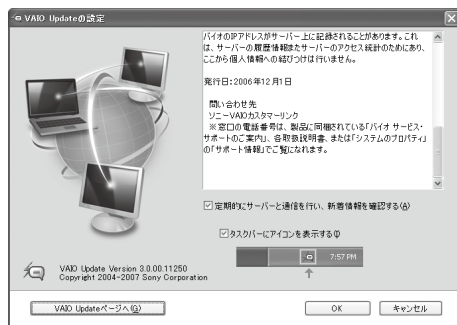 VAIO Updateの設定
バイオのIPアドレスがサーバー上に記録されることがあります。これ
は、サーバーの履歴情報またサーバーのアクセス統計のためにあり、
ここから個人情報への結びつけは行いません。
発行日:2006年12月1日
問い合わせ先
ソニーVAIOカスタマーリンク
※窓口の電話番号は、製品に同梱されている「バイオ サービス・
サポートのご案内」、各取扱説明書、または「システムのプロパティ」
の「サポート情報」でご覧になれます。
定期的にサーバーと通信を行い、新着情報を確認する(A)
タスクバーにアイコンを表示する(I)
7:57 PM
VAIO Update Version 3.0.00.11250
Copyright 2004-2007 Sony Corporation
VAIO Updateページへ(G)
OK
キャンセル